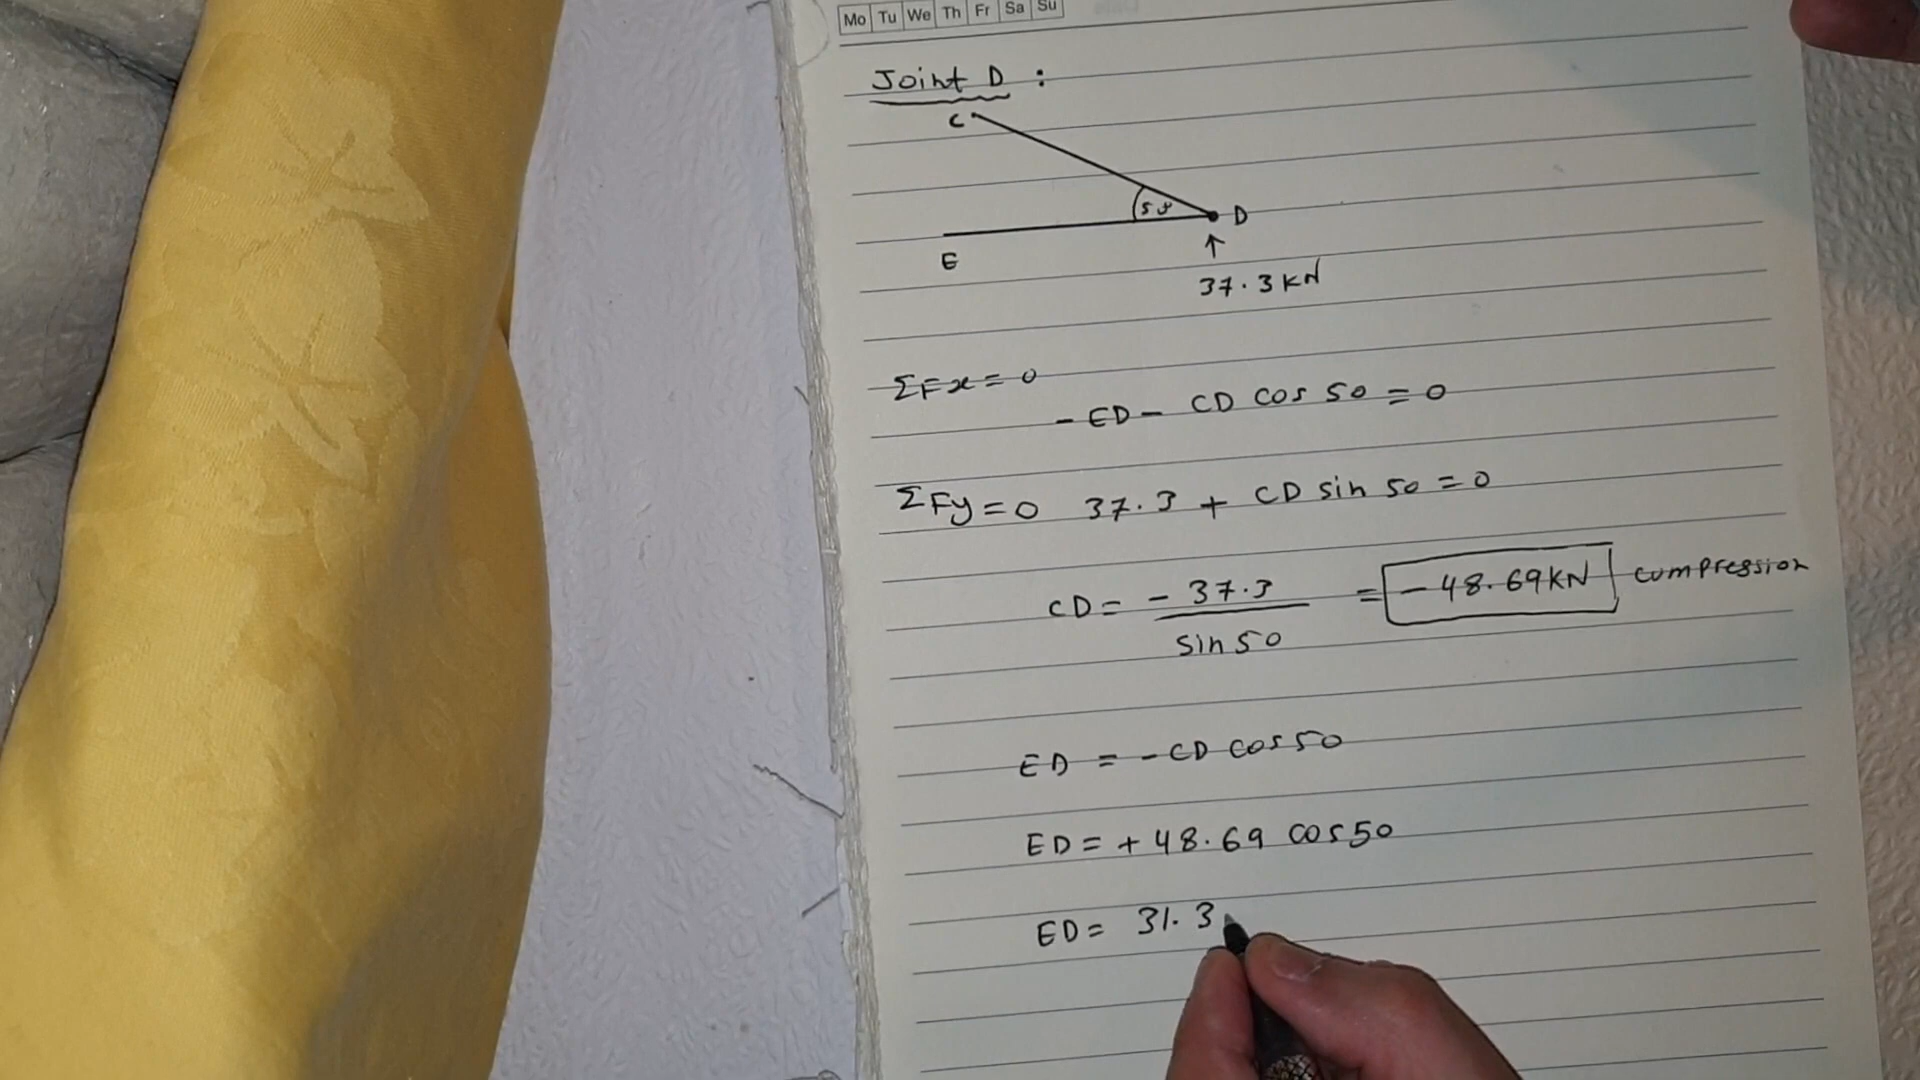 Mo Tu We Th Fr Sa Su
Joint D :
C
50
D
E
37.3 KN
ΣFx = 0
- ED - CD cos 50 = 0
ΣFy = 0 37.3 + CD sin 50 = 0
CD = - 37.3 / sin 50 = - 48.69 KN compression
ED = - CD cos 50
ED = + 48.69 cos 50
ED = 31.3